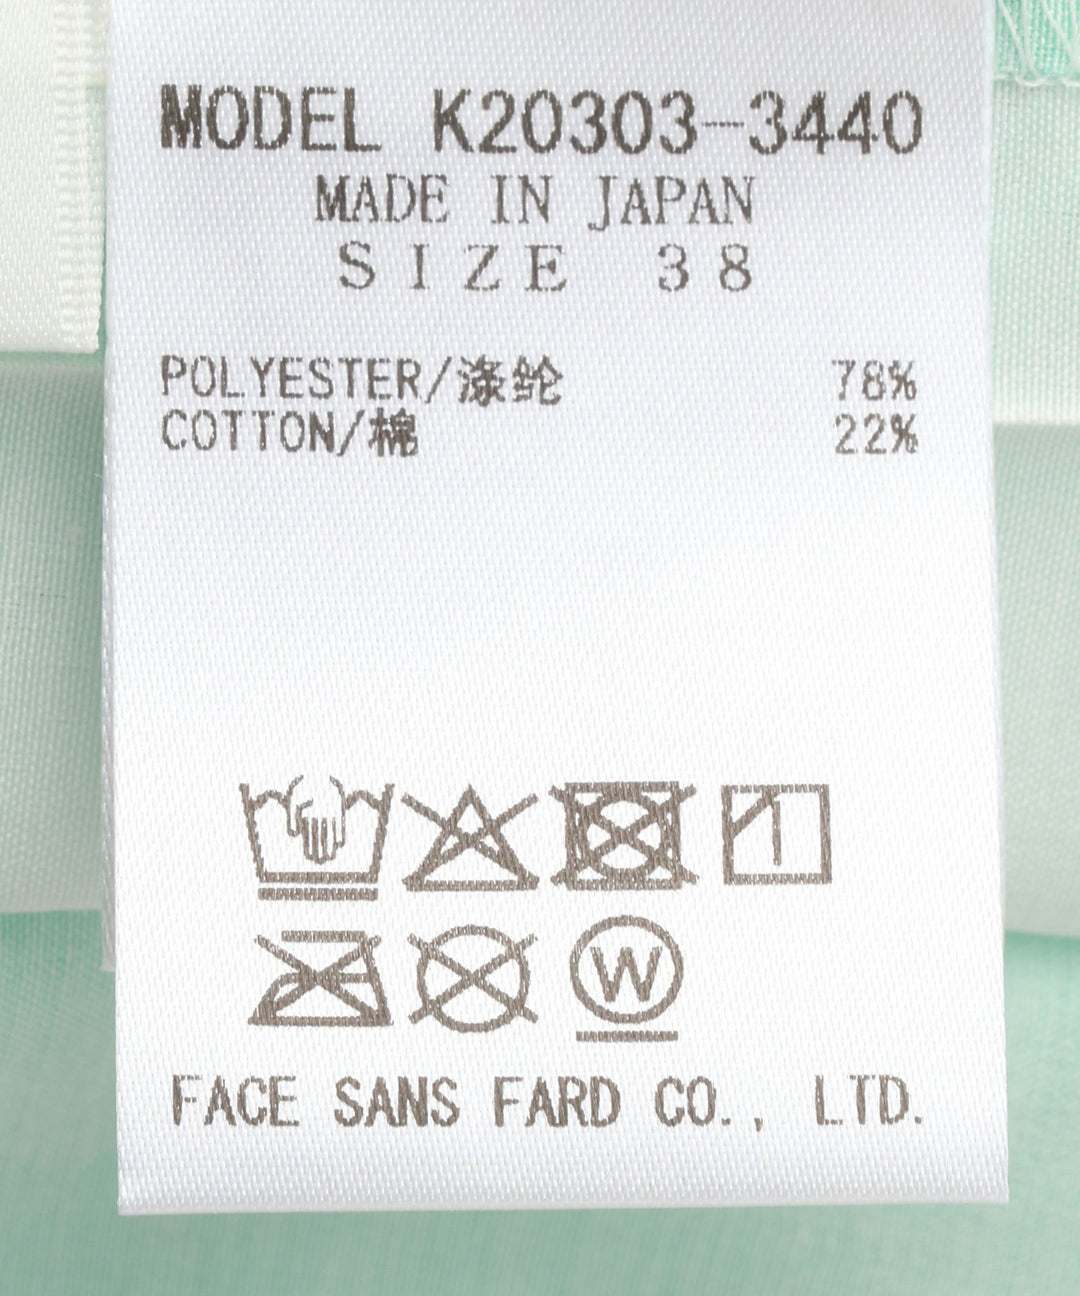 MODEL K20303-3440
MADE IN JAPAN
SIZE 38
POLYESTER/涤纶 78%
COTTON/棉 22%
W
FACE SANS FARD CO., LTD.